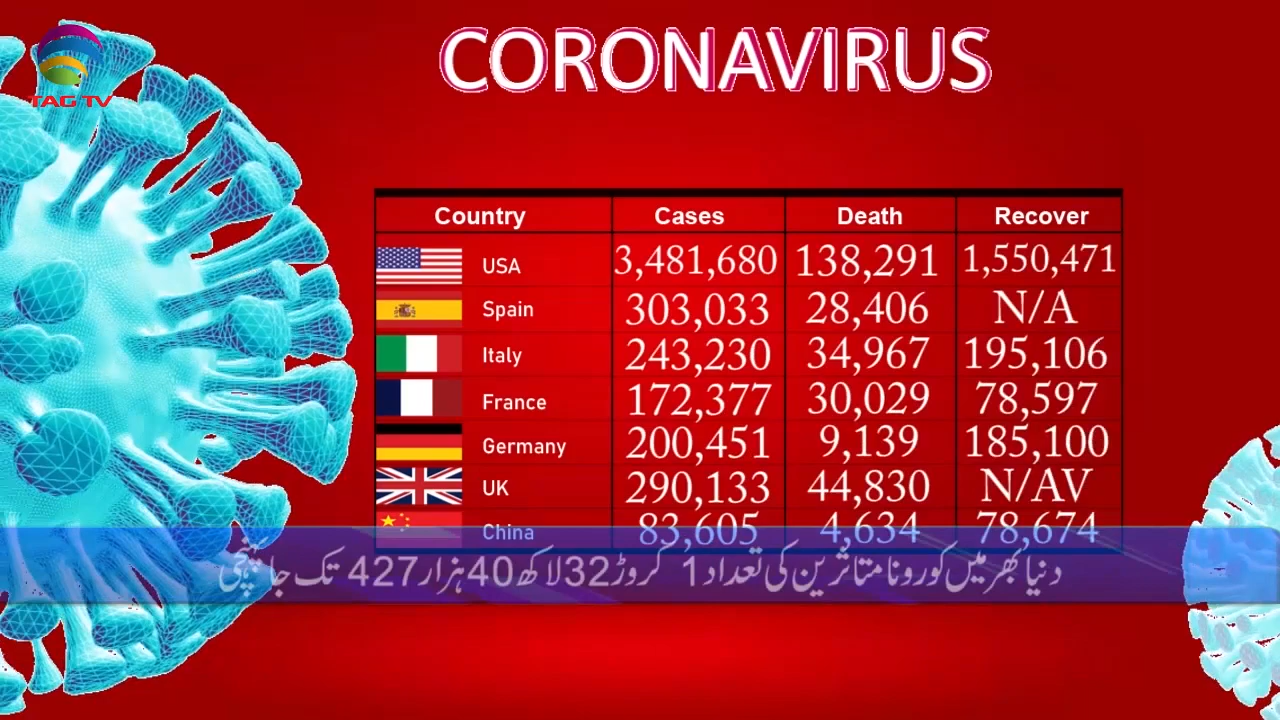 TAG TV
CORONAVIRUS
Country Cases Death Recover
USA 3,481,680 138,291 1,550,471
Spain 303,033 28,406 N/A
Italy 243,230 34,967 195,106
France 172,377 30,029 78,597
Germany 200,451 9,139 185,100
UK 290,133 44,830 N/AV
China 83,605 4,634 78,674
دنیا بھر میں کورونا متاثرین کی تعداد 1 کروڑ 32 لاکھ 40 ہزار 427 تک جا پہنچی